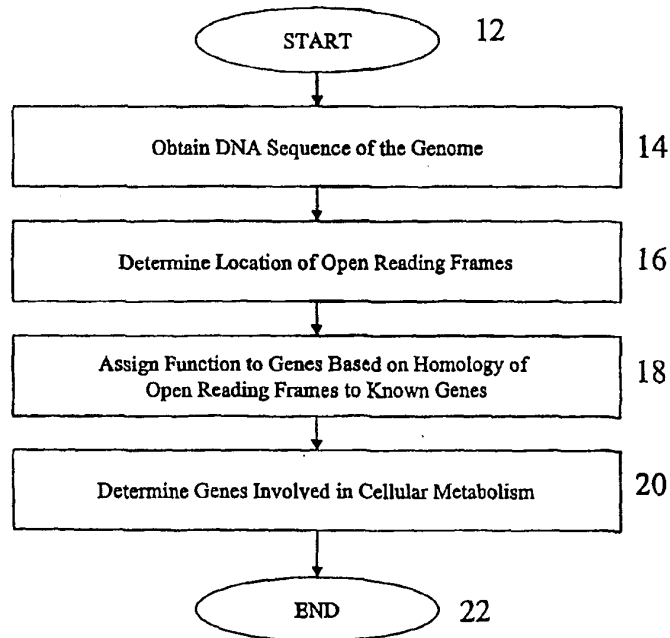 START
12
Obtain DNA Sequence of the Genome
14
Determine Location of Open Reading Frames
16
Assign Function to Genes Based on Homology of
Open Reading Frames to Known Genes
18
Determine Genes Involved in Cellular Metabolism
20
END
22